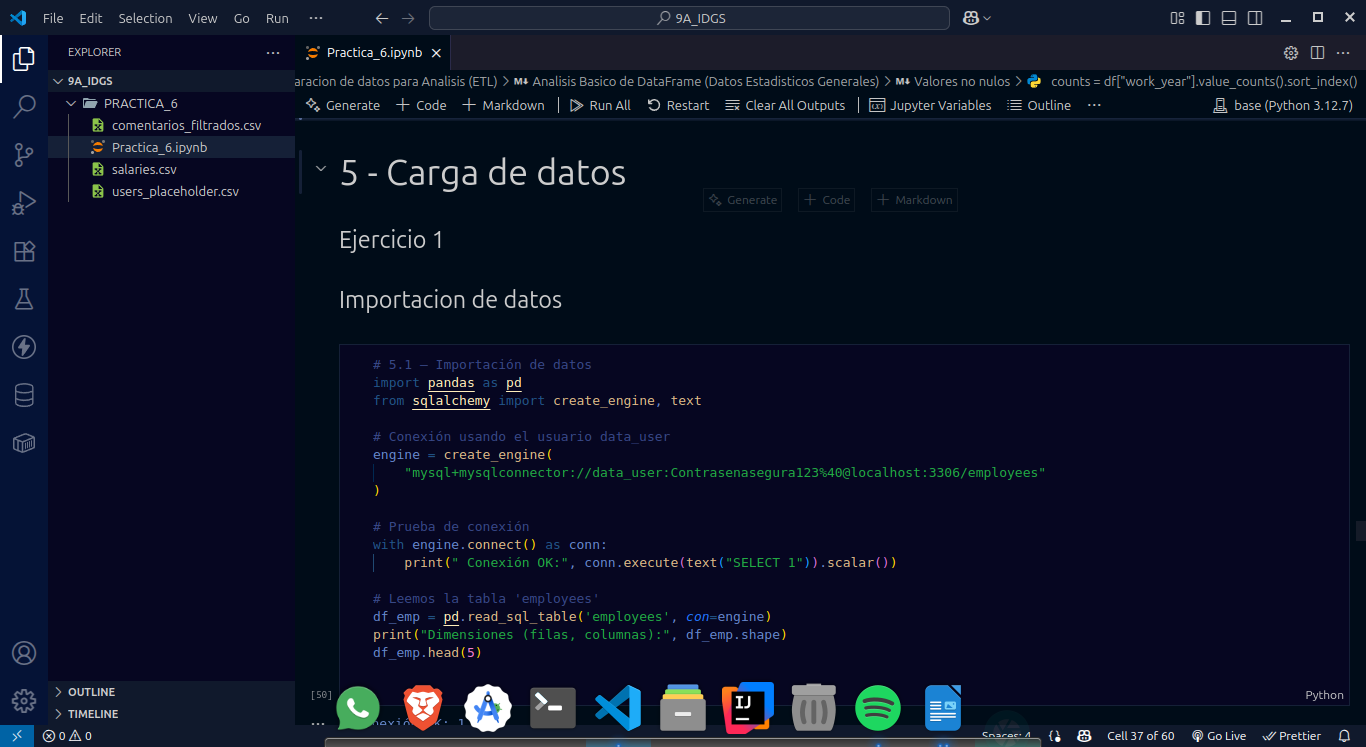 File Edit Selection View Go Run ···
9A_IDGS
EXPLORER
Practica_6.ipynb
9A_IDGS
PRACTICA_6
comentarios_filtrados.csv
Practica_6.ipynb
salaries.csv
users_placeholder.csv
OUTLINE
TIMELINE
aracion de datos para Analisis (ETL) > M↓ Analisis Basico de DataFrame (Datos Estadisticos Generales) > M↓ Valores no nulos > counts = df["work_year"].value_counts().sort_index()
Generate + Code + Markdown | Run All Restart Clear All Outputs | Jupyter Variables Outline ··· base (Python 3.12.7)
5 - Carga de datos
Generate + Code + Markdown
Ejercicio 1
Importacion de datos
# 5.1 — Importación de datos
import pandas as pd
from sqlalchemy import create_engine, text
# Conexión usando el usuario data_user
engine = create_engine(
"mysql+mysqlconnector://data_user:Contrasenasegura123%40@localhost:3306/employees"
)
# Prueba de conexión
with engine.connect() as conn:
print(" Conexión OK:", conn.execute(text("SELECT 1")).scalar())
# Leemos la tabla 'employees'
df_emp = pd.read_sql_table('employees', con=engine)
print("Dimensiones (filas, columnas):", df_emp.shape)
df_emp.head(5)
[50]
Python
IJ
0 0
Spaces: 4
Cell 37 of 60
Go Live
Prettier